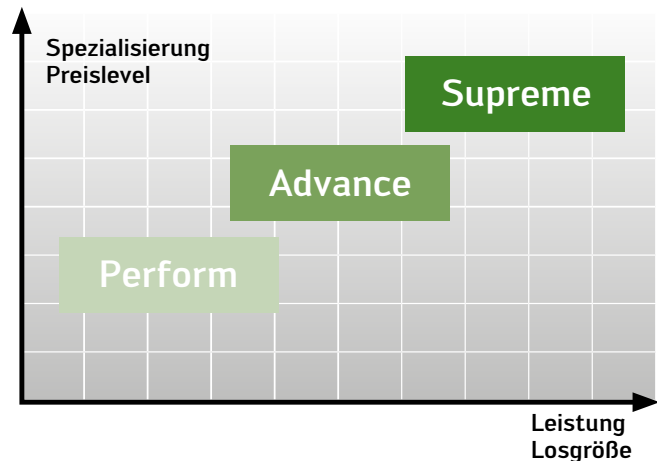 Spezialisierung
Preislevel
Supreme
Advance
Perform
Leistung
Losgröße